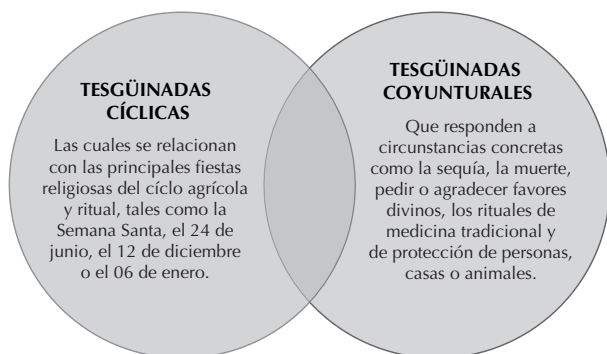 TESGÜINADAS
CÍCLICAS
Las cuales se relacionan
con las principales fiestas
religiosas del cíclo agrícola
y ritual, tales como la
Semana Santa, el 24 de
junio, el 12 de diciembre
o el 06 de enero.
TESGÜINADAS
COYUNTURALES
Que responden a
circunstancias concretas
como la sequía, la muerte,
pedir o agradecer favores
divinos, los rituales de
medicina tradicional y
de protección de personas,
casas o animales.